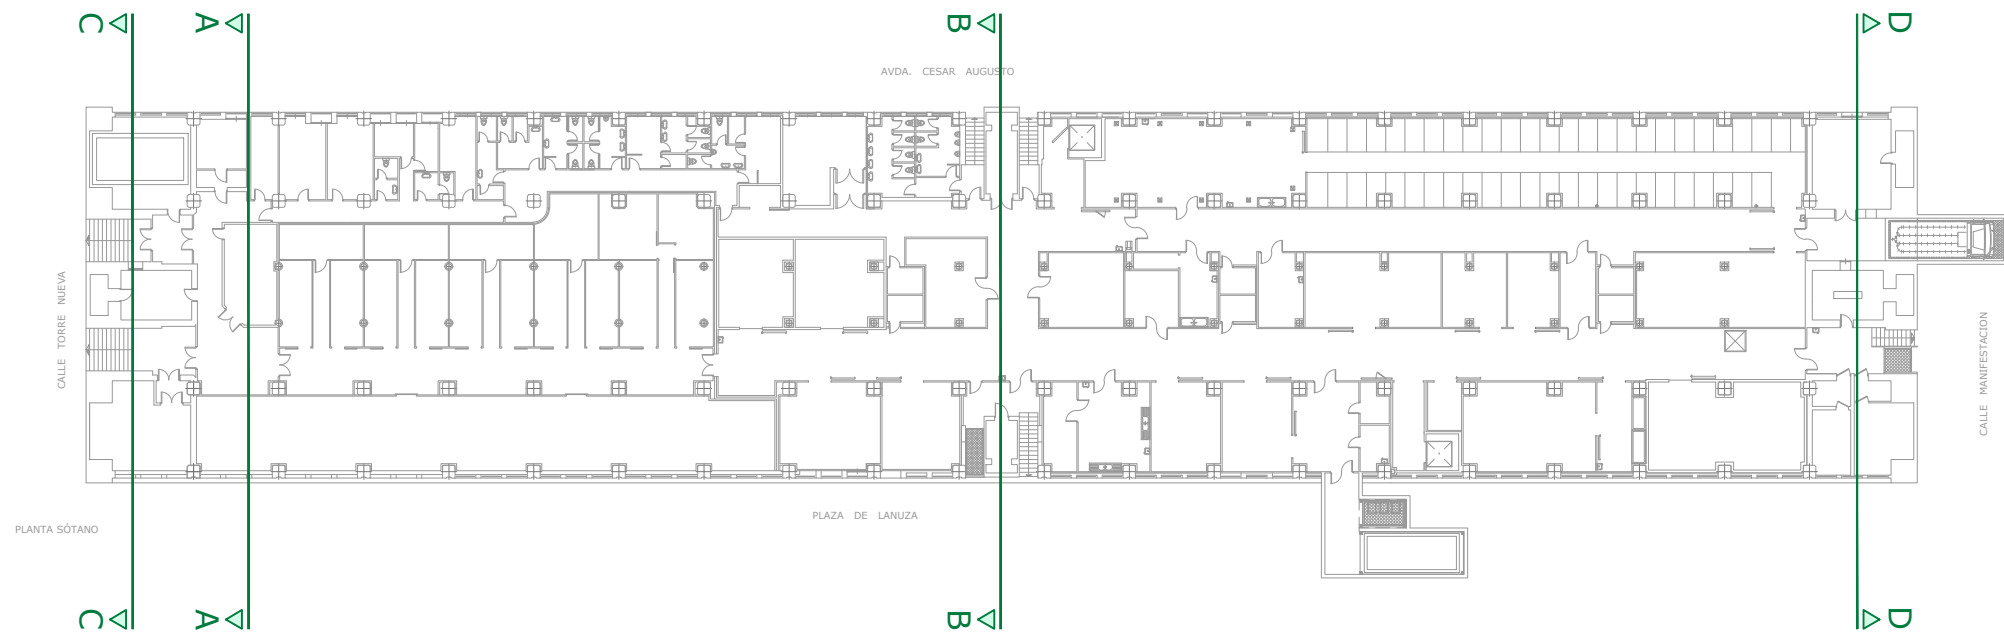 C A B D
AVDA. CESAR AUGUSTO
CALLE TORRE NUEVA
CALLE MANIFESTACION
PLAZA DE LANUZA
PLANTA SÓTANO
C A B D